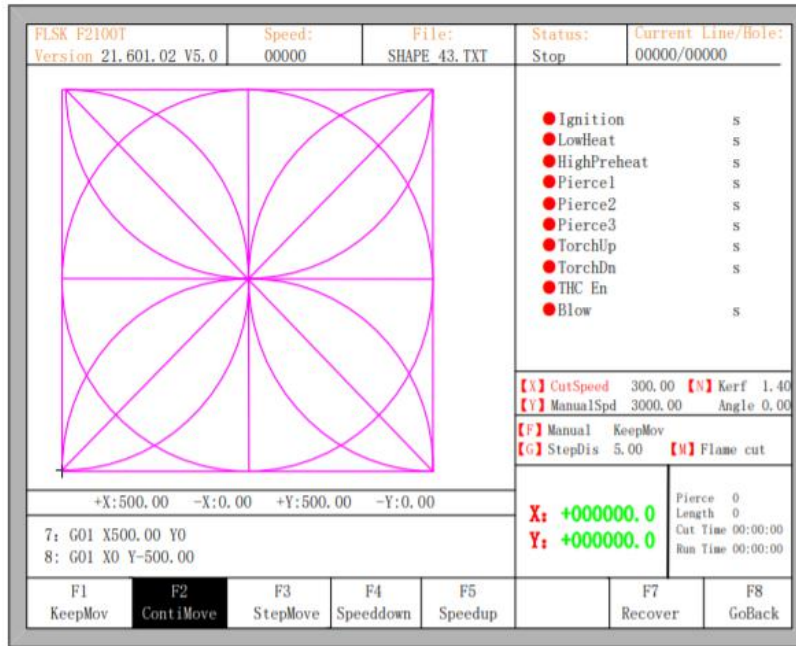 FLSK F2100T
Version 21.601.02 V5.0
Speed:
00000
File:
SHAPE_43.TXT
Status:
Stop
Current Line/Hole:
00000/00000
Ignition s
LowHeat s
HighPreheat s
Pierce1 s
Pierce2 s
Pierce3 s
TorchUp s
TorchDn s
THC En
Blow s
【X】CutSpeed 300.00 【N】Kerf 1.40
【Y】ManualSpd 3000.00 Angle 0.00
【F】Manual KeepMov
【G】StepDis 5.00 【M】Flame cut
+X:500.00 -X:0.00 +Y:500.00 -Y:0.00
7: G01 X500.00 Y0
8: G01 X0 Y-500.00
X: +000000.0
Y: +000000.0
Pierce 0
Length 0
Cut Time 00:00:00
Run Time 00:00:00
F1
KeepMov
F2
ContiMove
F3
StepMove
F4
Speeddown
F5
Speedup
F7
Recover
F8
GoBack